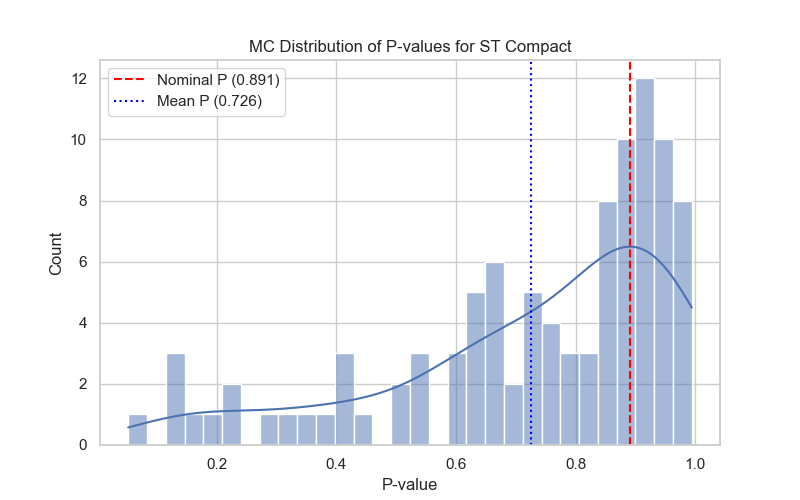 MC Distribution of P-values for ST Compact
Nominal P (0.891)
Mean P (0.726)
Count
12
10
8
6
4
2
0
0.2 0.4 0.6 0.8 1.0
P-value